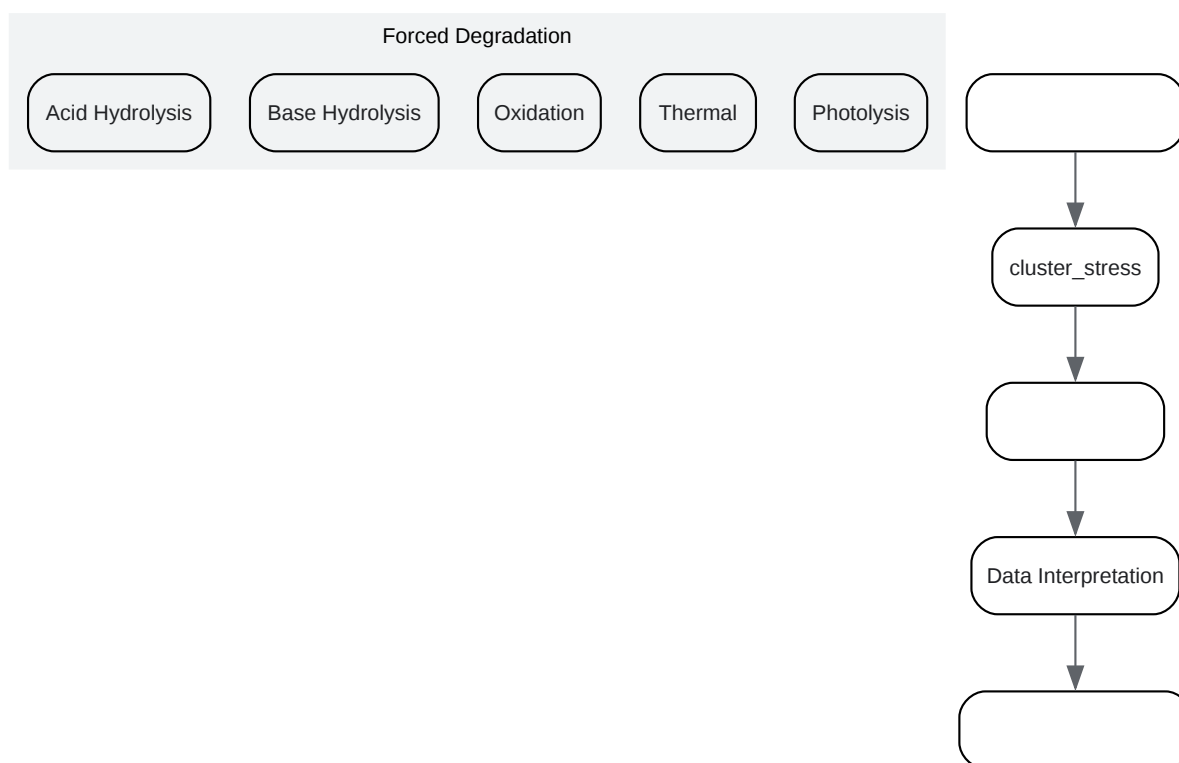 Forced Degradation
Acid Hydrolysis
Base Hydrolysis
Oxidation
Thermal
Photolysis
cluster_stress
Data Interpretation